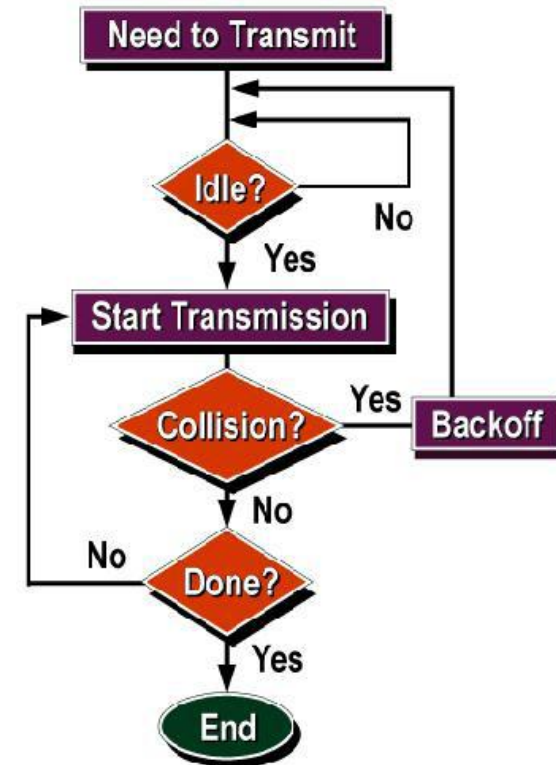 Need to Transmit
Idle?
No
Yes
Start Transmission
Collision?
Yes
Backoff
No
No
Done?
Yes
End